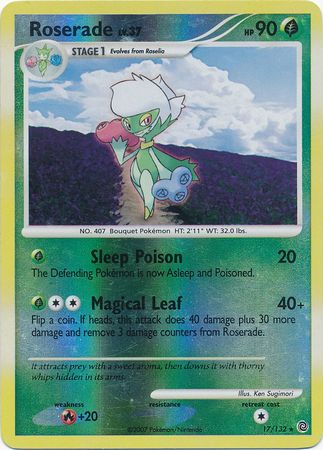 Roserade LV.37 HP 90
STAGE 1 Evolves from Roselia
NO. 407 Bouquet Pokémon HT: 2'11" WT: 32.0 lbs.
Sleep Poison 20
The Defending Pokémon is now Asleep and Poisoned.
Magical Leaf 40+
Flip a coin. If heads, this attack does 40 damage plus 30 more
damage and remove 3 damage counters from Roserade.
It attracts prey with a sweet aroma, then downs it with thorny
whips hidden in its arms.
Illus. Ken Sugimori
weakness resistance retreat cost
+20
©2007 Pokémon/Nintendo 17/132 ★